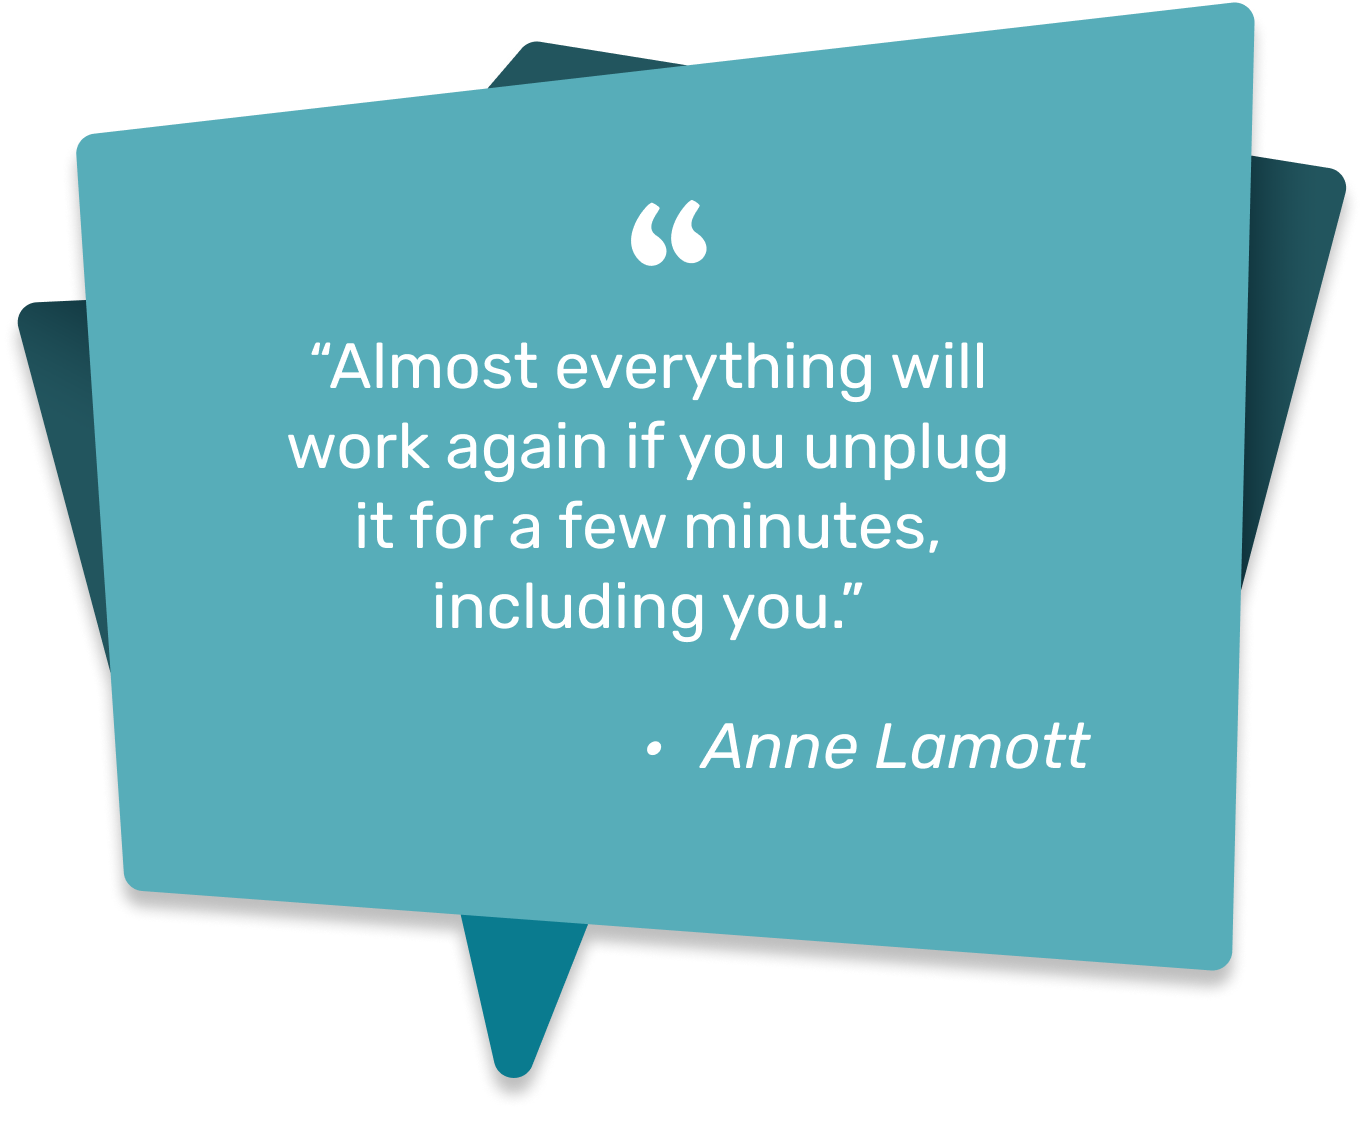 “
“Almost everything will
work again if you unplug
it for a few minutes,
including you.”
• Anne Lamott